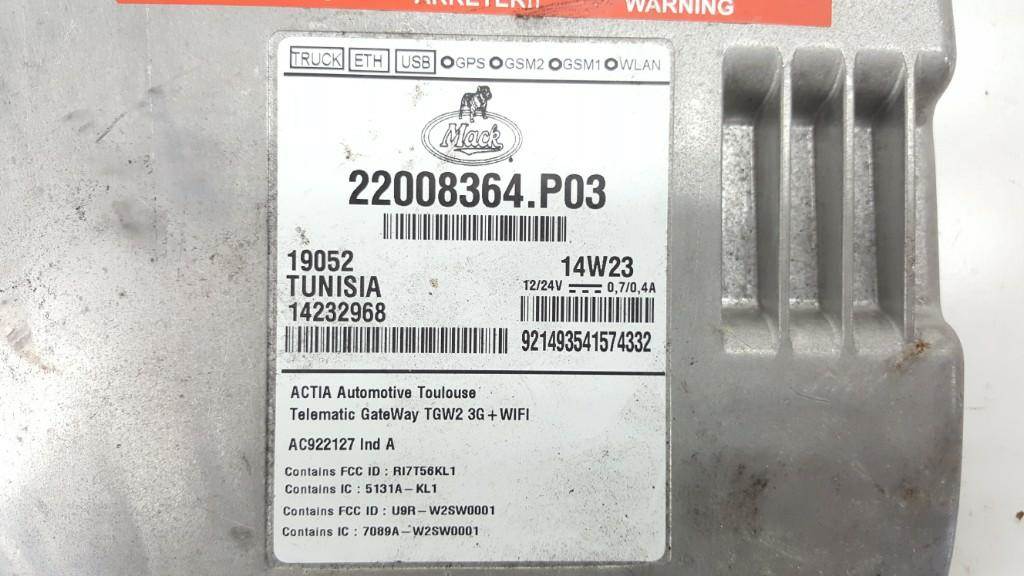 WARNING
TRUCK ETH USB GPS GSM2 GSM1 WLAN
Mack
22008364.P03
19052 14W23
TUNISIA 12/24V 0,7/0,4A
14232968
921493541574332
ACTIA Automotive Toulouse
Telematic GateWay TGW2 3G+WIFI
AC922127 Ind A
Contains FCC ID : RI7T56KL1
Contains IC : 5131A-KL1
Contains FCC ID : U9R-W2SW0001
Contains IC : 7089A-W2SW0001